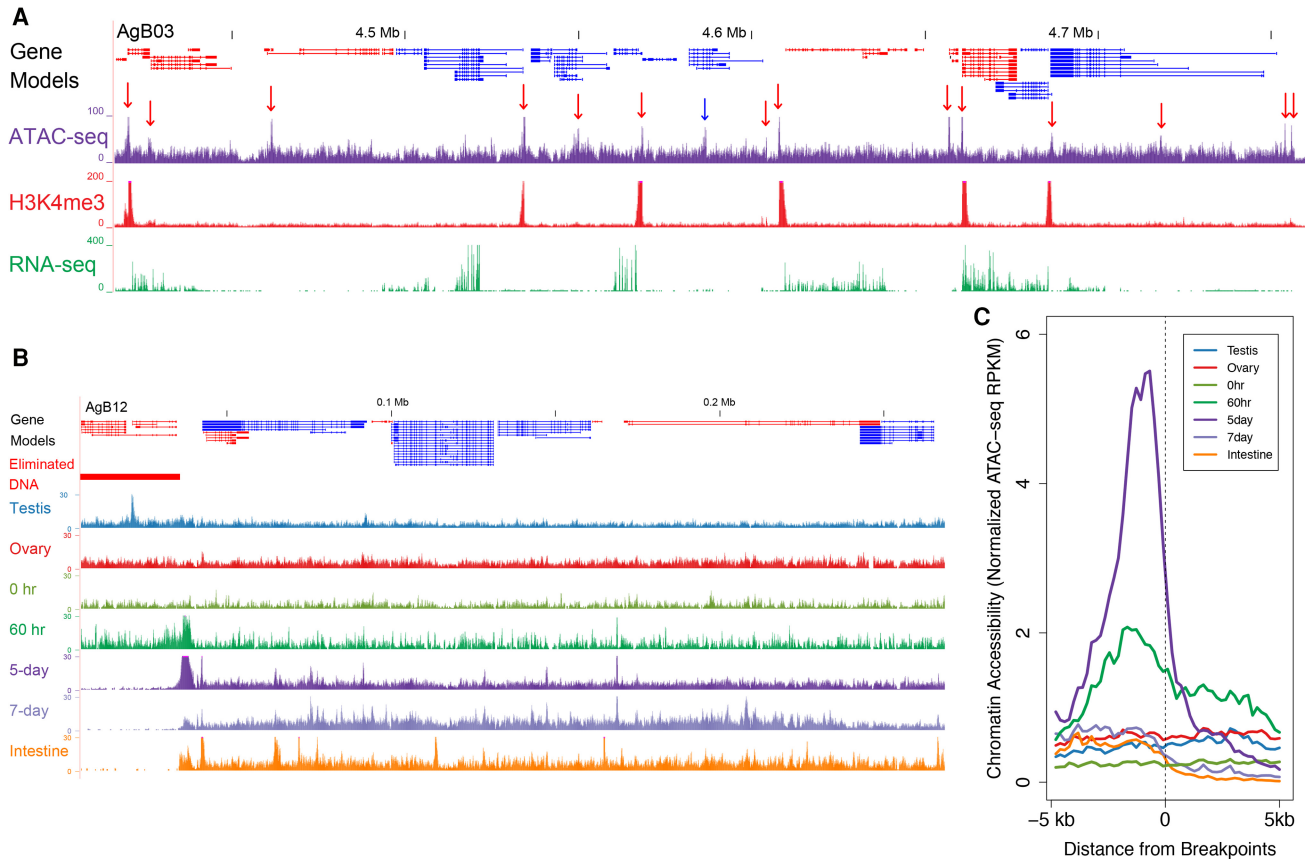 A
AgB03
4.5 Mb
4.6 Mb
4.7 Mb
Gene
Models
100
ATAC-seq
0
200
H3K4me3
0
400
RNA-seq
0
B
AgB12
0.1 Mb
0.2 Mb
Gene
Models
Eliminated
DNA
30
Testis
0
30
Ovary
0
30
0 hr
0
30
60 hr
0
30
5-day
0
30
7-day
0
30
Intestine
0
C
Chromatin Accessibility (Normalized ATAC−seq RPKM)
6
4
2
0
Testis
Ovary
0hr
60hr
5day
7day
Intestine
−5 kb
0
5kb
Distance from Breakpoints